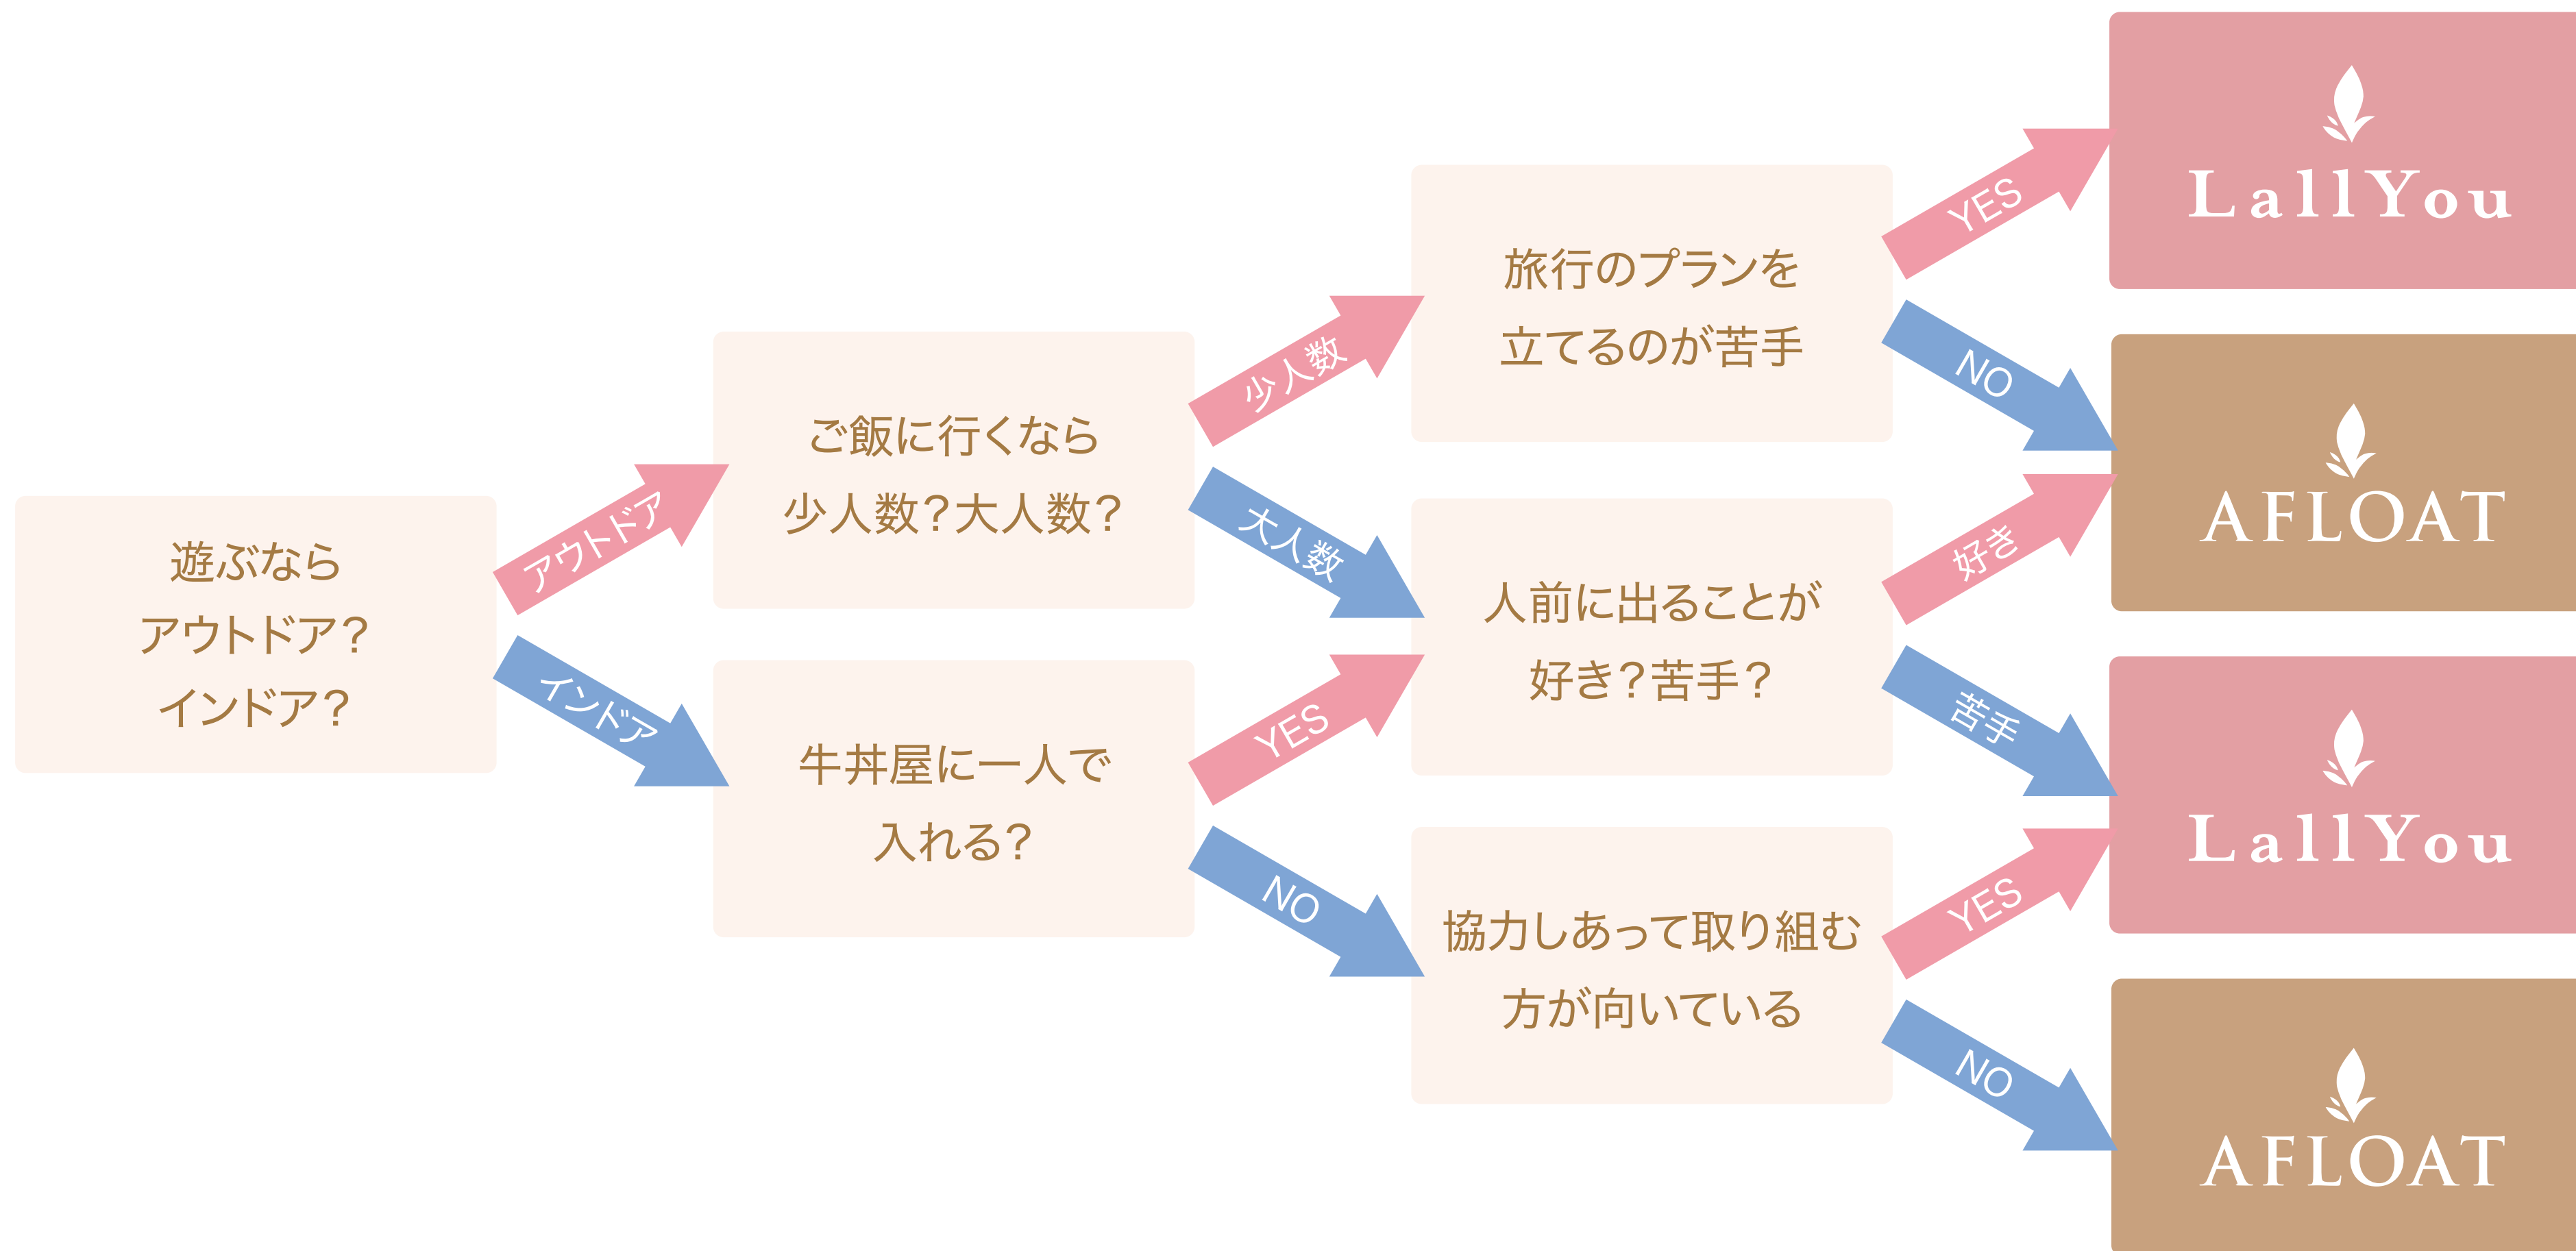 遊ぶなら
アウトドア？
インドア？
アウトドア
インドア
ご飯に行くなら
少人数？大人数？
牛丼屋に一人で
入れる？
少人数
大人数
YES
NO
旅行のプランを
立てるのが苦手
人前に出ることが
好き？苦手？
協力しあって取り組む
方が向いている
YES
NO
好き
苦手
YES
NO
LallYou
AFLOAT
LallYou
AFLOAT